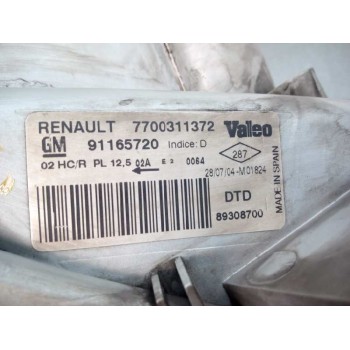 RENAULT 7700311372 Valeo
GM 91165720 Indice: D
02 HC/R PL 12,5 02A E2 0064
287
28/07/04-M01824
DTD
89308700
MADE IN SPAIN